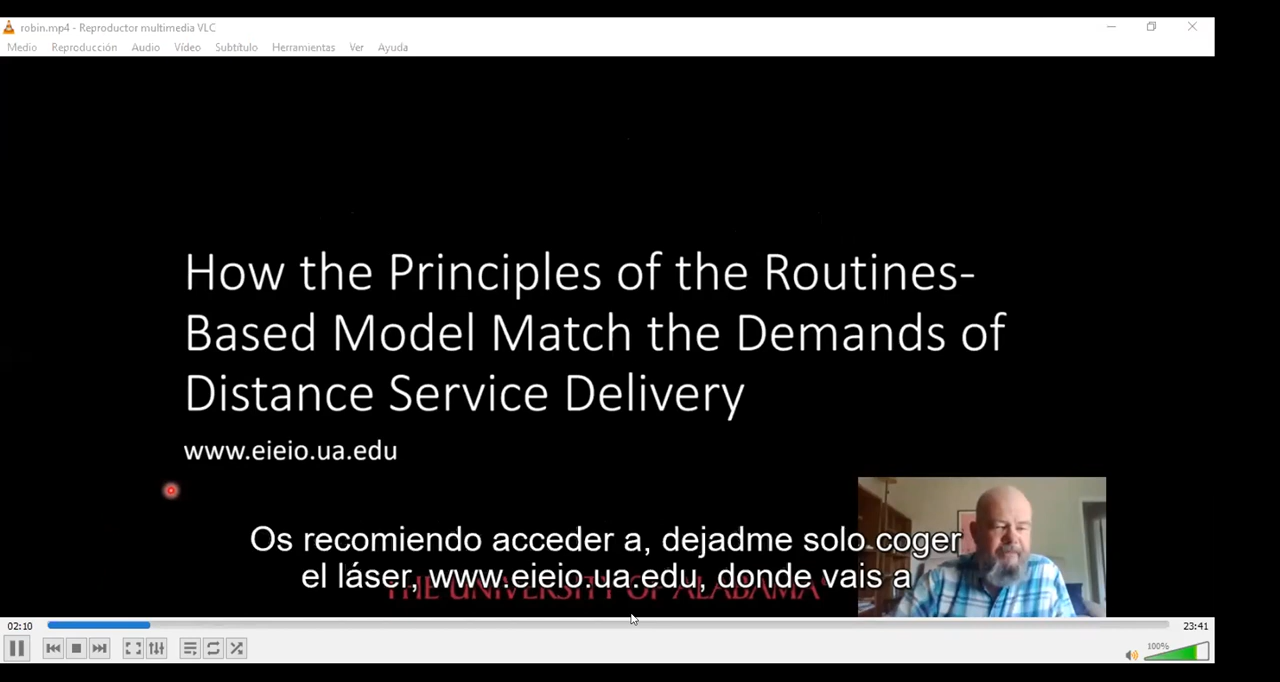 robin.mp4 - Reproductor multimedia VLC
Medio Reproducción Audio Vídeo Subtítulo Herramientas Ver Ayuda
How the Principles of the Routines-
Based Model Match the Demands of
Distance Service Delivery
www.eieio.ua.edu
Os recomiendo acceder a, dejadme solo coger
el láser, www.eieio.ua.edu, donde vais a
THE UNIVERSITY OF ALABAMA
02:10 23:41
100%